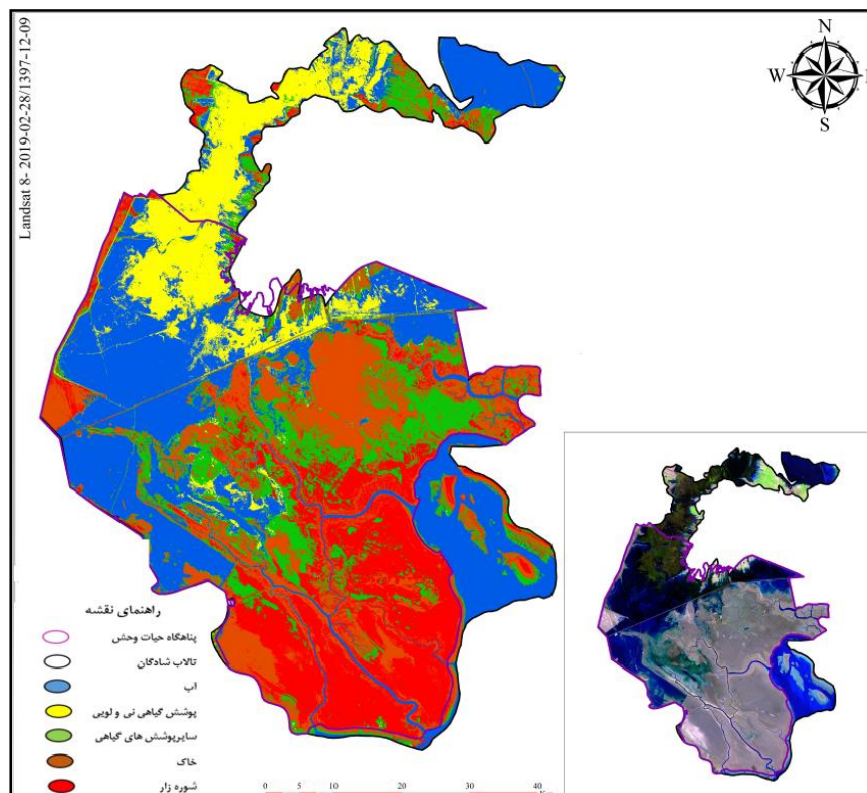 Landsat 8- 2019-02-28/1397-12-09
N
W
S
راهنمای نقشه
پناهگاه حیات وحش
تالاب شادگان
اب
پوشش گیاهی نی و لویی
سایرپوشش های گیاهی
خاک
شوره زار
0 5 10 20 30 40